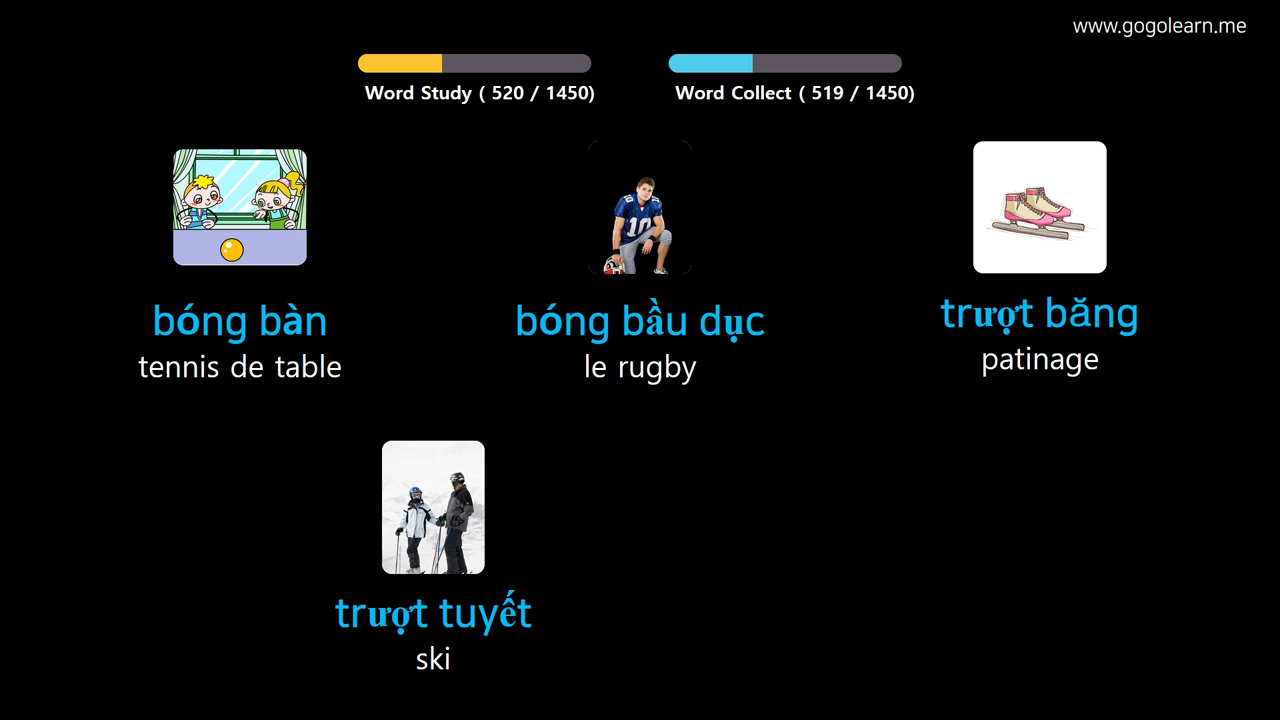 www.gogolearn.me
Word Study ( 520 / 1450)
Word Collect ( 519 / 1450)
bóng bàn
tennis de table
bóng bầu dục
le rugby
trượt băng
patinage
trượt tuyết
ski